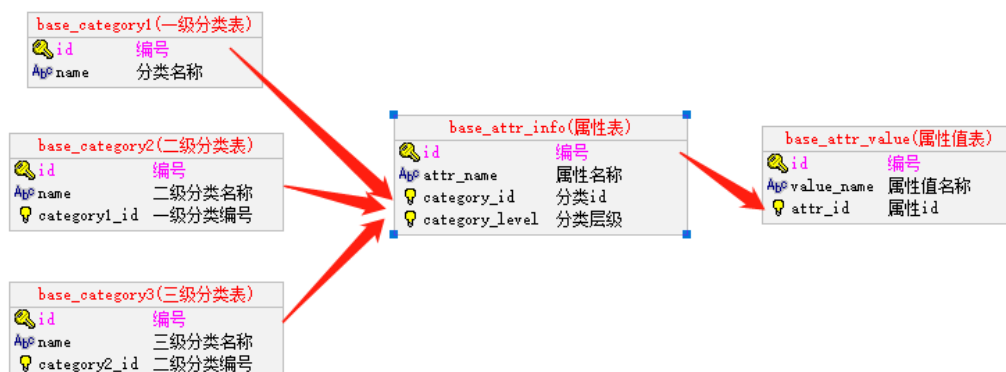 base_category1(一级分类表)
id 编号
Abc name 分类名称
base_category2(二级分类表)
id 编号
Abc name 二级分类名称
category1_id 一级分类编号
base_category3(三级分类表)
id 编号
Abc name 三级分类名称
category2_id 二级分类编号
base_attr_info(属性表)
id 编号
Abc attr_name 属性名称
category_id 分类id
category_level 分类层级
base_attr_value(属性值表)
id 编号
Abc value_name 属性值名称
attr_id 属性id